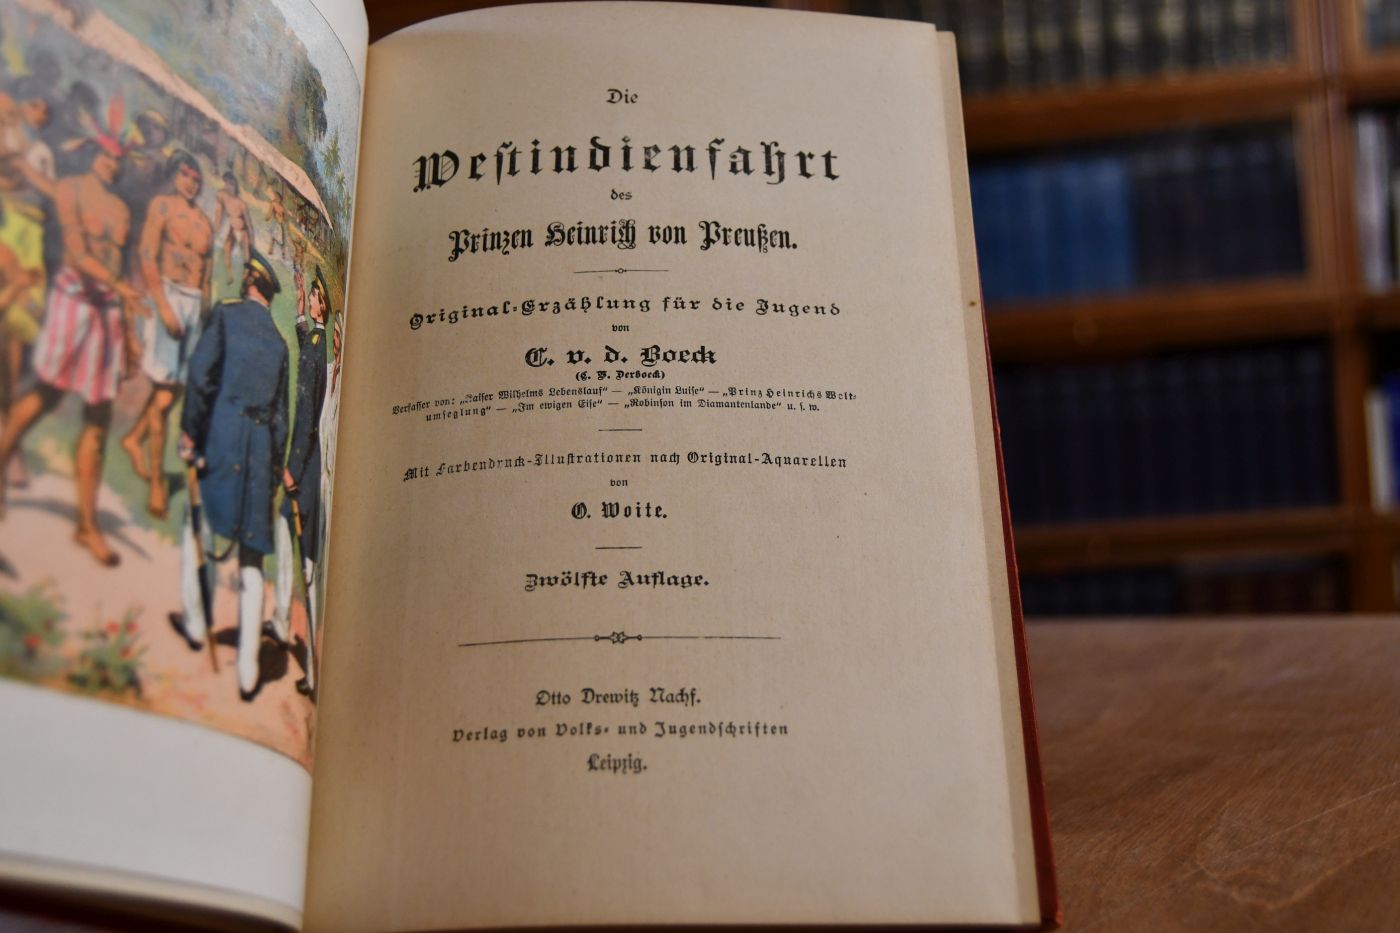 Die
Westindienfahrt
des
Prinzen Heinrich von Preußen.
Original-Erzählung für die Jugend
von
C. v. d. Boeck
(C. V. Derboeck)
Verfasser von: „Kaiser Wilhelms Lebenslauf“ — „Königin Luise“ — „Prinz Heinrichs Welt-
umseglung“ — „Im ewigen Eise“ — „Robinson im Diamantenlande“ u. s. w.
Mit Farbendruck-Illustrationen nach Original-Aquarellen
von
O. Woite.
Zwölfte Auflage.
Otto Drewitz Nachf.
Verlag von Volks- und Jugendschriften
Leipzig.